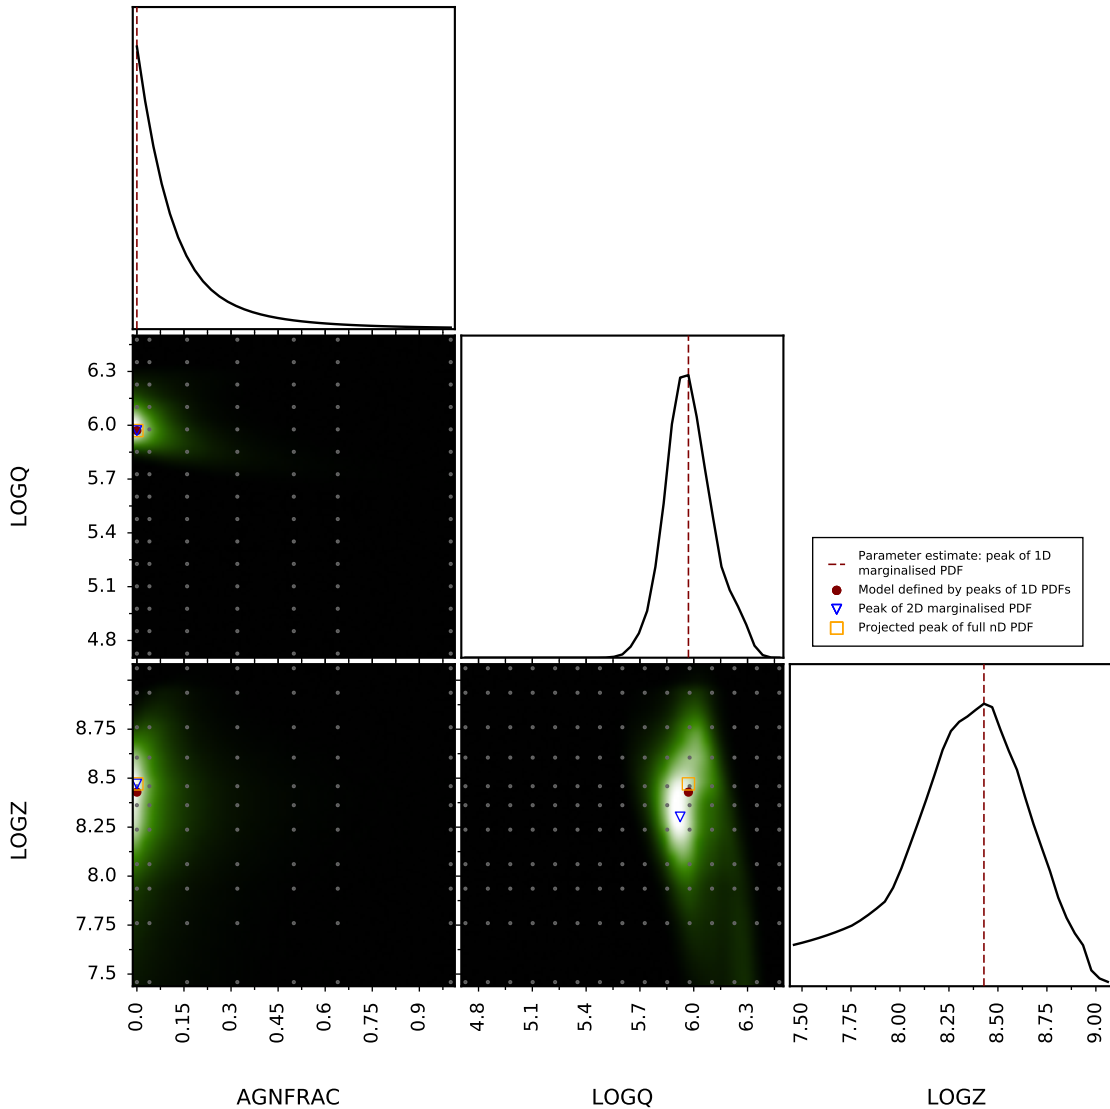 6.3
6.0
5.7
5.4
5.1
4.8
LOGQ
Parameter estimate: peak of 1D
marginalised PDF
Model defined by peaks of 1D PDFs
Peak of 2D marginalised PDF
Projected peak of full nD PDF
8.75
8.5
8.25
8.0
7.75
7.5
LOGZ
0.0 0.15 0.3 0.45 0.6 0.75 0.9
4.8 5.1 5.4 5.7 6.0 6.3
7.50 7.75 8.00 8.25 8.50 8.75 9.00
AGNFRAC
LOGQ
LOGZ